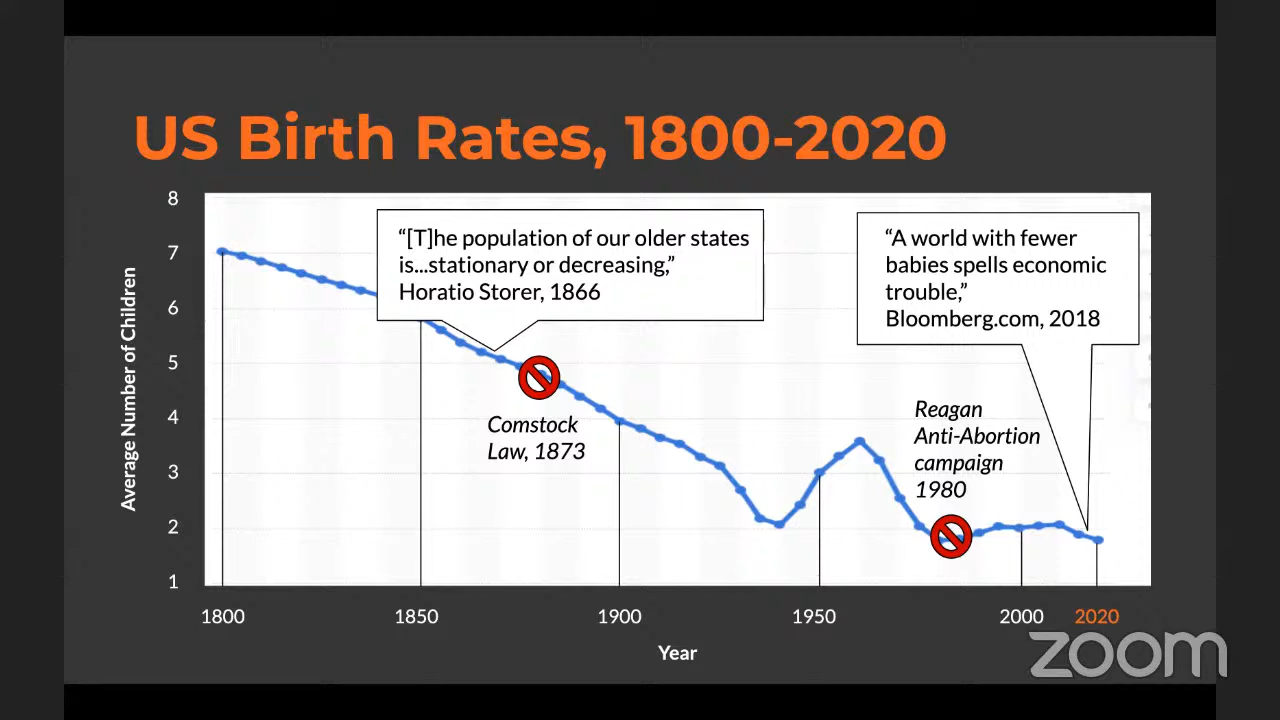 US Birth Rates, 1800-2020
Average Number of Children
8
7
6
5
4
3
2
1
“[T]he population of our older states
is...stationary or decreasing,”
Horatio Storer, 1866
“A world with fewer
babies spells economic
trouble,”
Bloomberg.com, 2018
Comstock
Law, 1873
Reagan
Anti-Abortion
campaign
1980
1800
1850
1900
1950
2000
2020
Year
zoom